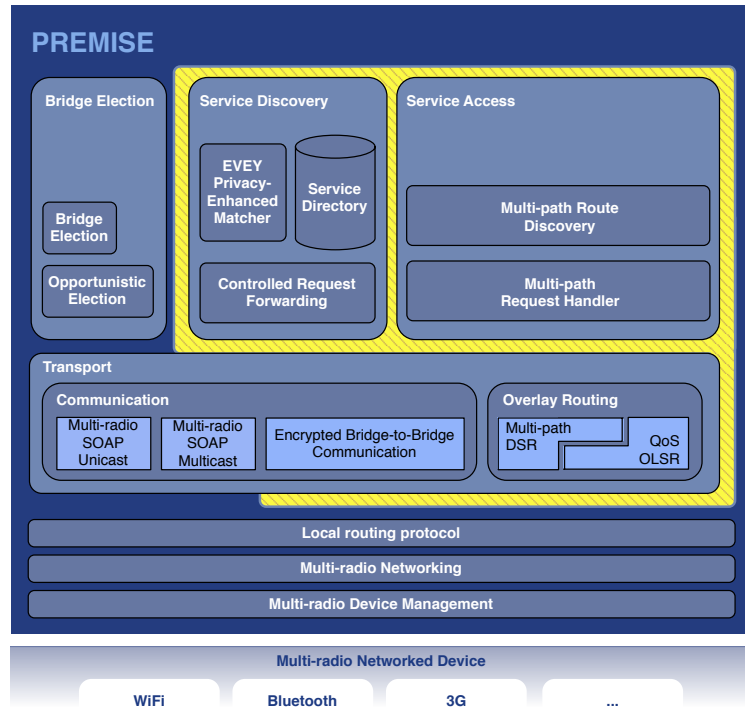 PREMISE
Bridge Election
Bridge
Election
Opportunistic
Election
Service Discovery
EVEY
Privacy-
Enhanced
Matcher
Service
Directory
Controlled Request
Forwarding
Service Access
Multi-path Route
Discovery
Multi-path
Request Handler
Transport
Communication
Multi-radio
SOAP
Unicast
Multi-radio
SOAP
Multicast
Encrypted Bridge-to-Bridge
Communication
Overlay Routing
Multi-path
DSR
QoS
OLSR
Local routing protocol
Multi-radio Networking
Multi-radio Device Management
Multi-radio Networked Device
WiFi
Bluetooth
3G
...